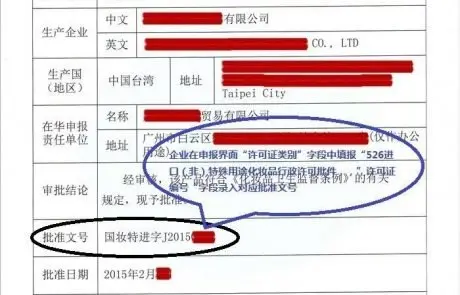 生产企业
中文
有限公司
英文
CO., LTD
生产国
(地区)
中国台湾
地址
Taipei City
在华申报
责任单位
名称
贸易有限公司
地址
广州市白云区
(仅作办公
用途)
企业在申报界面“许可证类别”字段中填报“526进
口(非)特殊用途化妆品行政许可批件 ”,许可证
编号“字段录入对应批准文号
审批结论
经审核,该产品符合《化妆品卫生监督条例》的有关
规定,现予批准
批准文号
国妆特进字J2015
批准日期
2015年2月